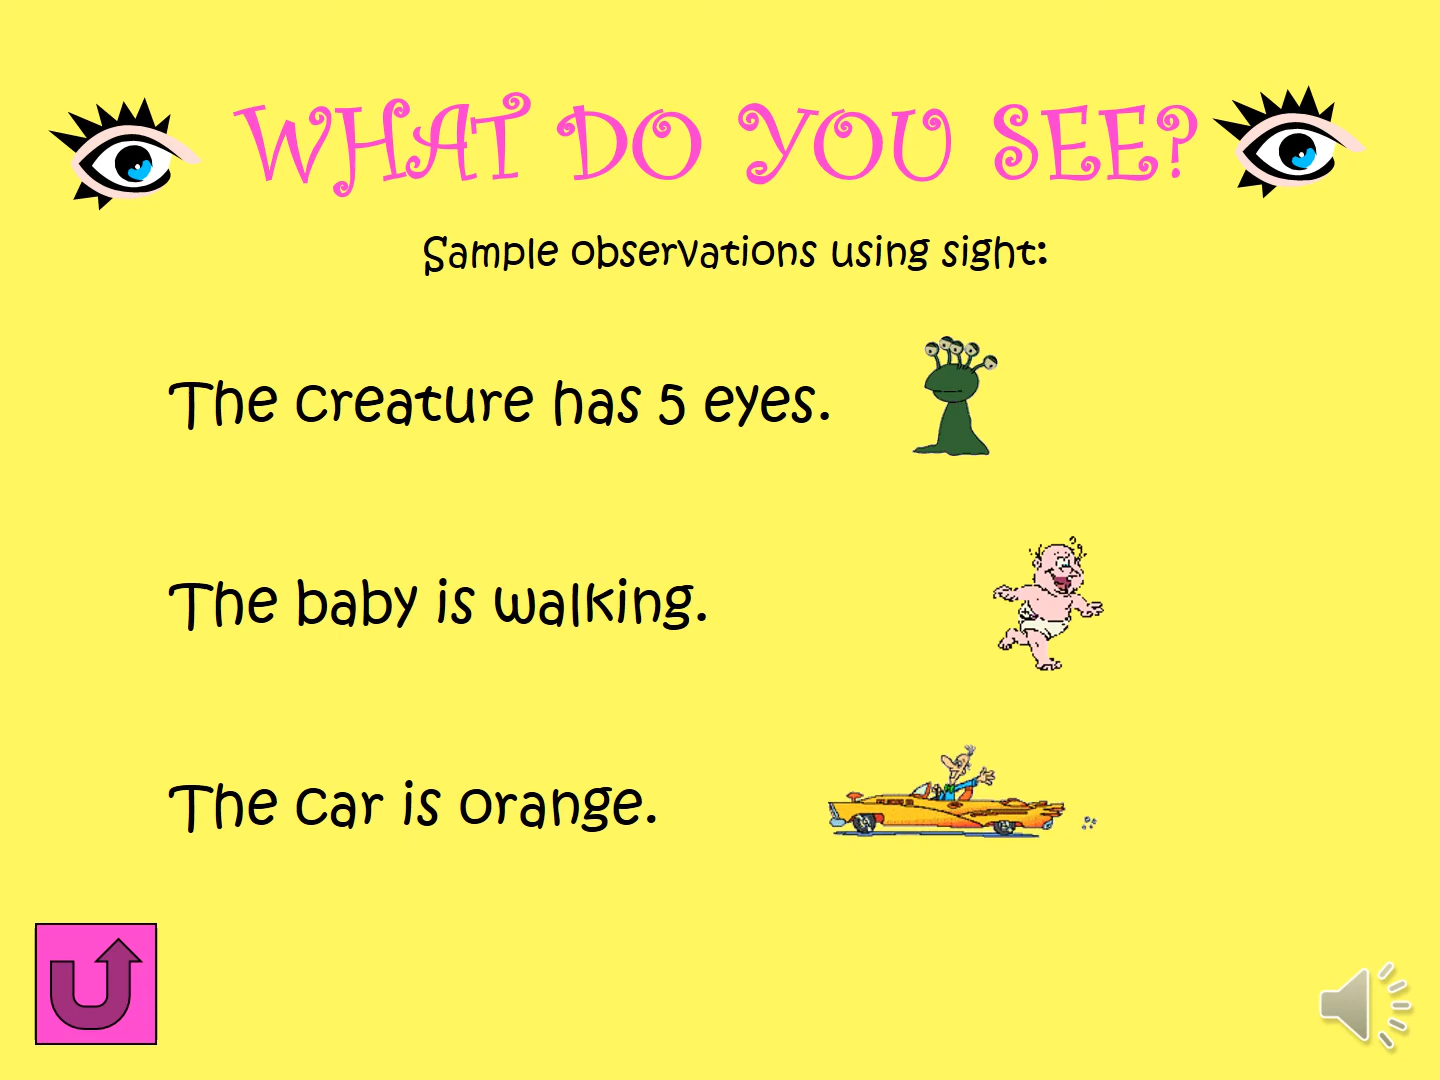 WHAT DO YOU SEE?
Sample observations using sight:
The creature has 5 eyes.
The baby is walking.
The car is orange.